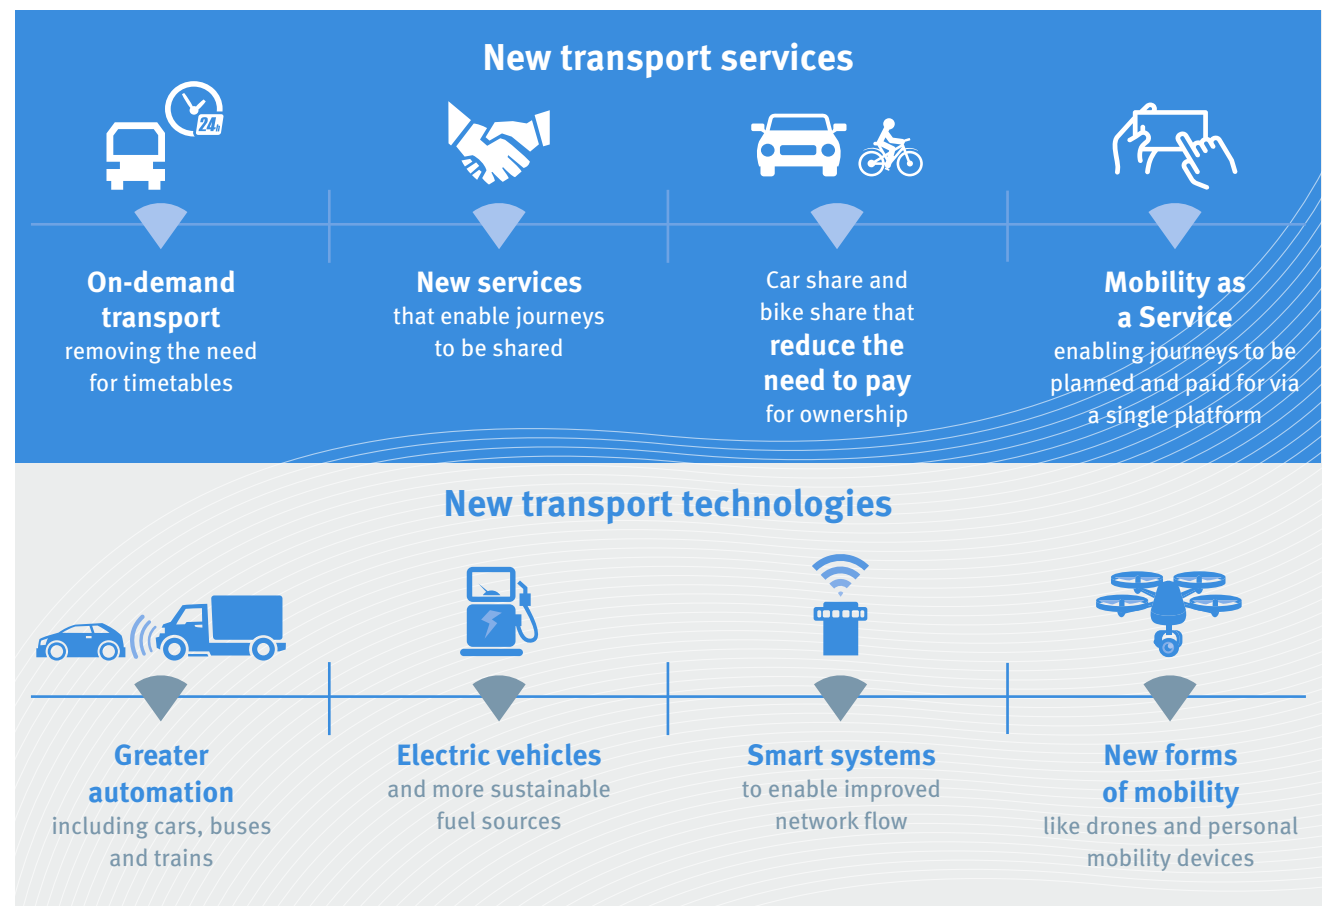 New transport services
24h
On-demand
transport
removing the need
for timetables
New services
that enable journeys
to be shared
Car share and
bike share that
reduce the
need to pay
for ownership
Mobility as
a Service
enabling journeys to be
planned and paid for via
a single platform
New transport technologies
Greater
automation
including cars, buses
and trains
Electric vehicles
and more sustainable
fuel sources
Smart systems
to enable improved
network flow
New forms
of mobility
like drones and personal
mobility devices